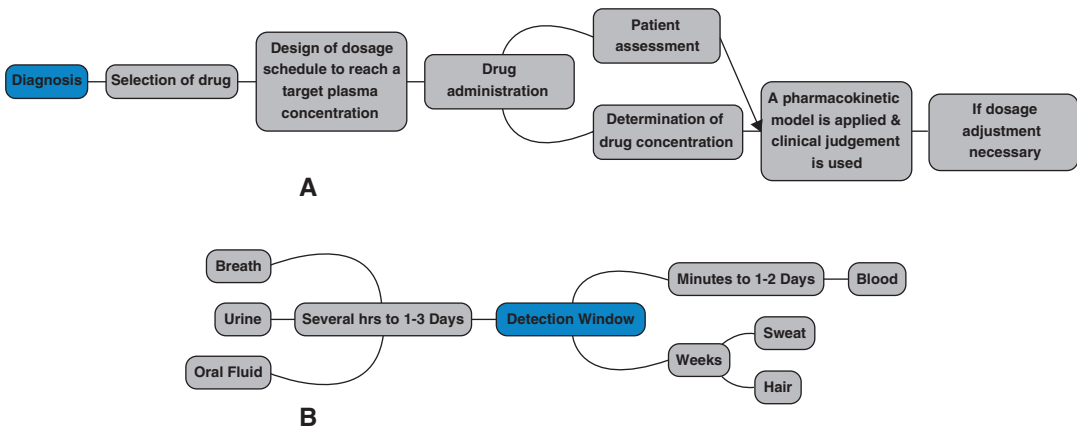 Diagnosis
Selection of drug
Design of dosage
schedule to reach a
target plasma
concentration
Drug
administration
Patient
assessment
Determination of
drug concentration
A pharmacokinetic
model is applied &
clinical judgement
is used
If dosage
adjustment
necessary
A
Breath
Urine
Oral Fluid
Several hrs to 1-3 Days
Detection Window
Minutes to 1-2 Days
Blood
Weeks
Sweat
Hair
B